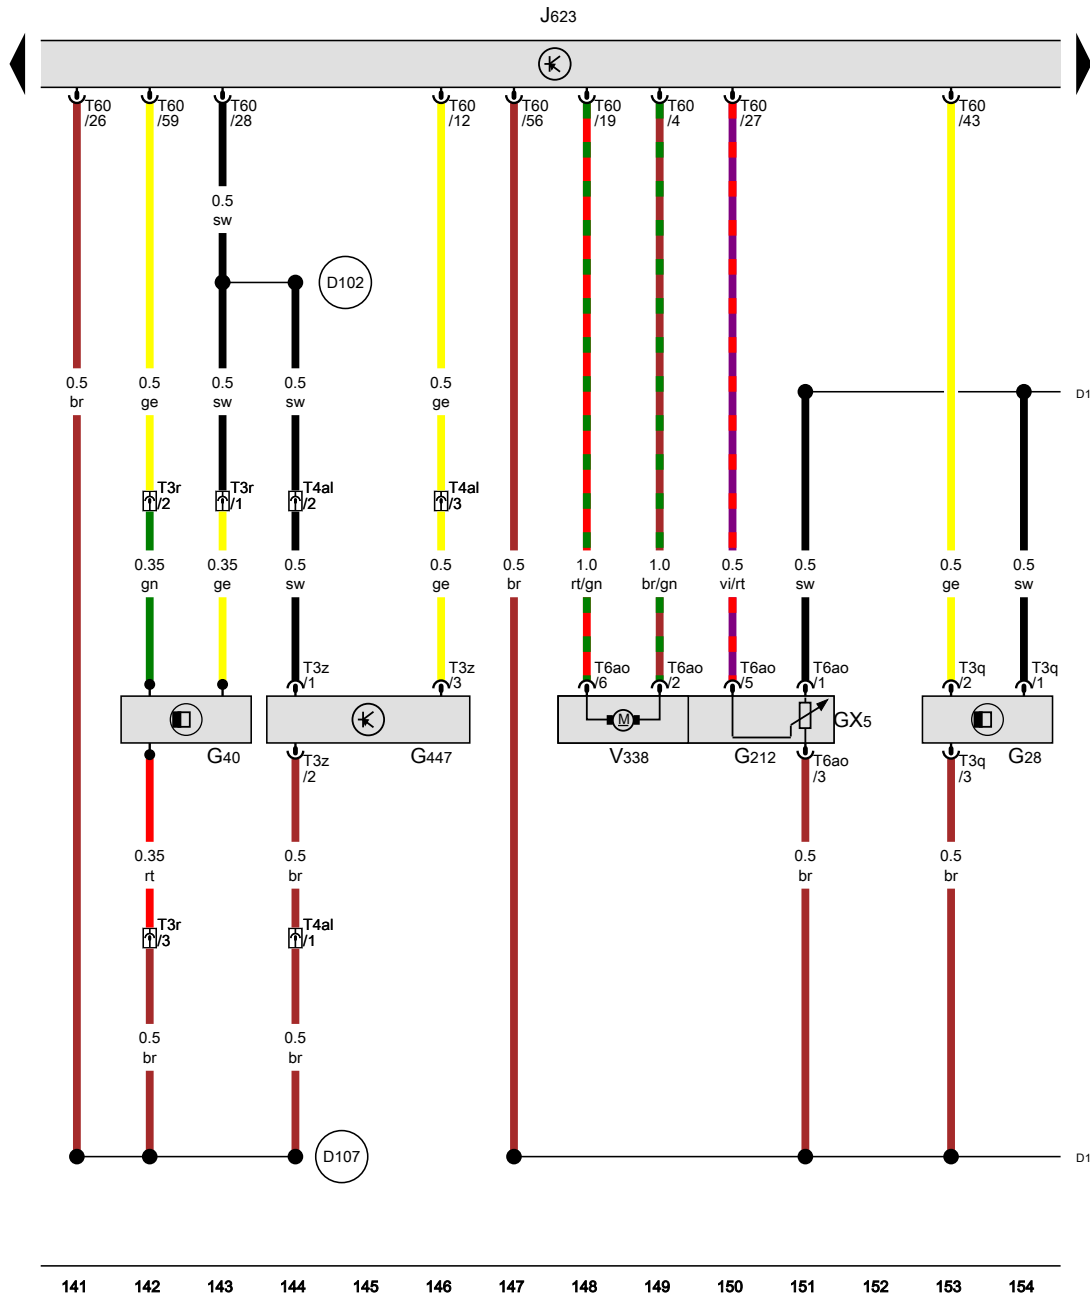 J623
T60 T60 T60 T60 T60 T60 T60 T60 T60
/26 /59 /28 /12 /56 /19 /4 /27 /43
0.5
sw
D102
0.5 0.5 0.5 0.5 0.5
br ge sw sw ge
D1
T3r T3r T4al T4al
/2 /1 /2 /3
0.35 0.35 0.5 0.5 0.5 1.0 1.0 0.5 0.5 0.5 0.5
gn ge sw ge br rt/gn br/gn vi/rt sw ge sw
T3z T3z T6ao T6ao T6ao T6ao T3q T3q
/1 /3 /6 /2 /5 /1 /2 /1
M
GX5
G40 G447 V338 G212 G28
T3z T6ao T3q
/2 /3 /3
0.35 0.5 0.5 0.5
rt br br br
T3r T4al
/3 /1
0.5 0.5
br br
D107
D1
141 142 143 144 145 146 147 148 149 150 151 152 153 154